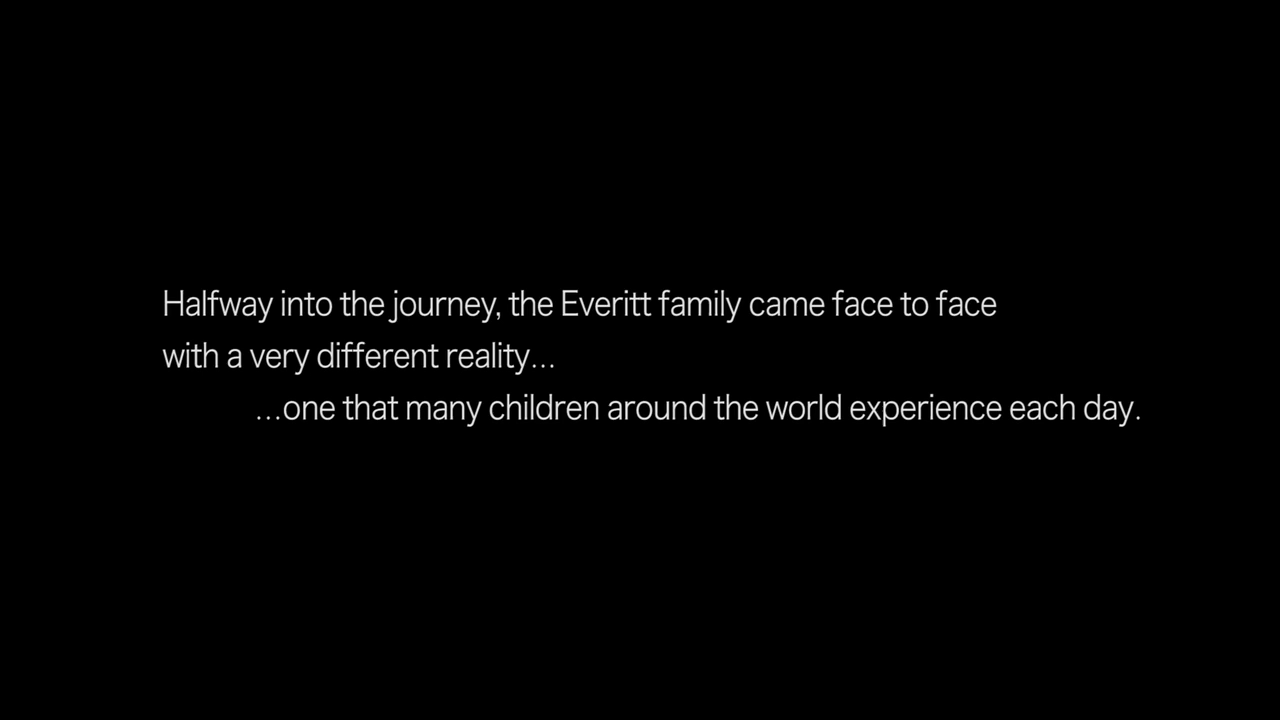 Halfway into the journey, the Everitt family came face to face
with a very different reality...
...one that many children around the world experience each day.